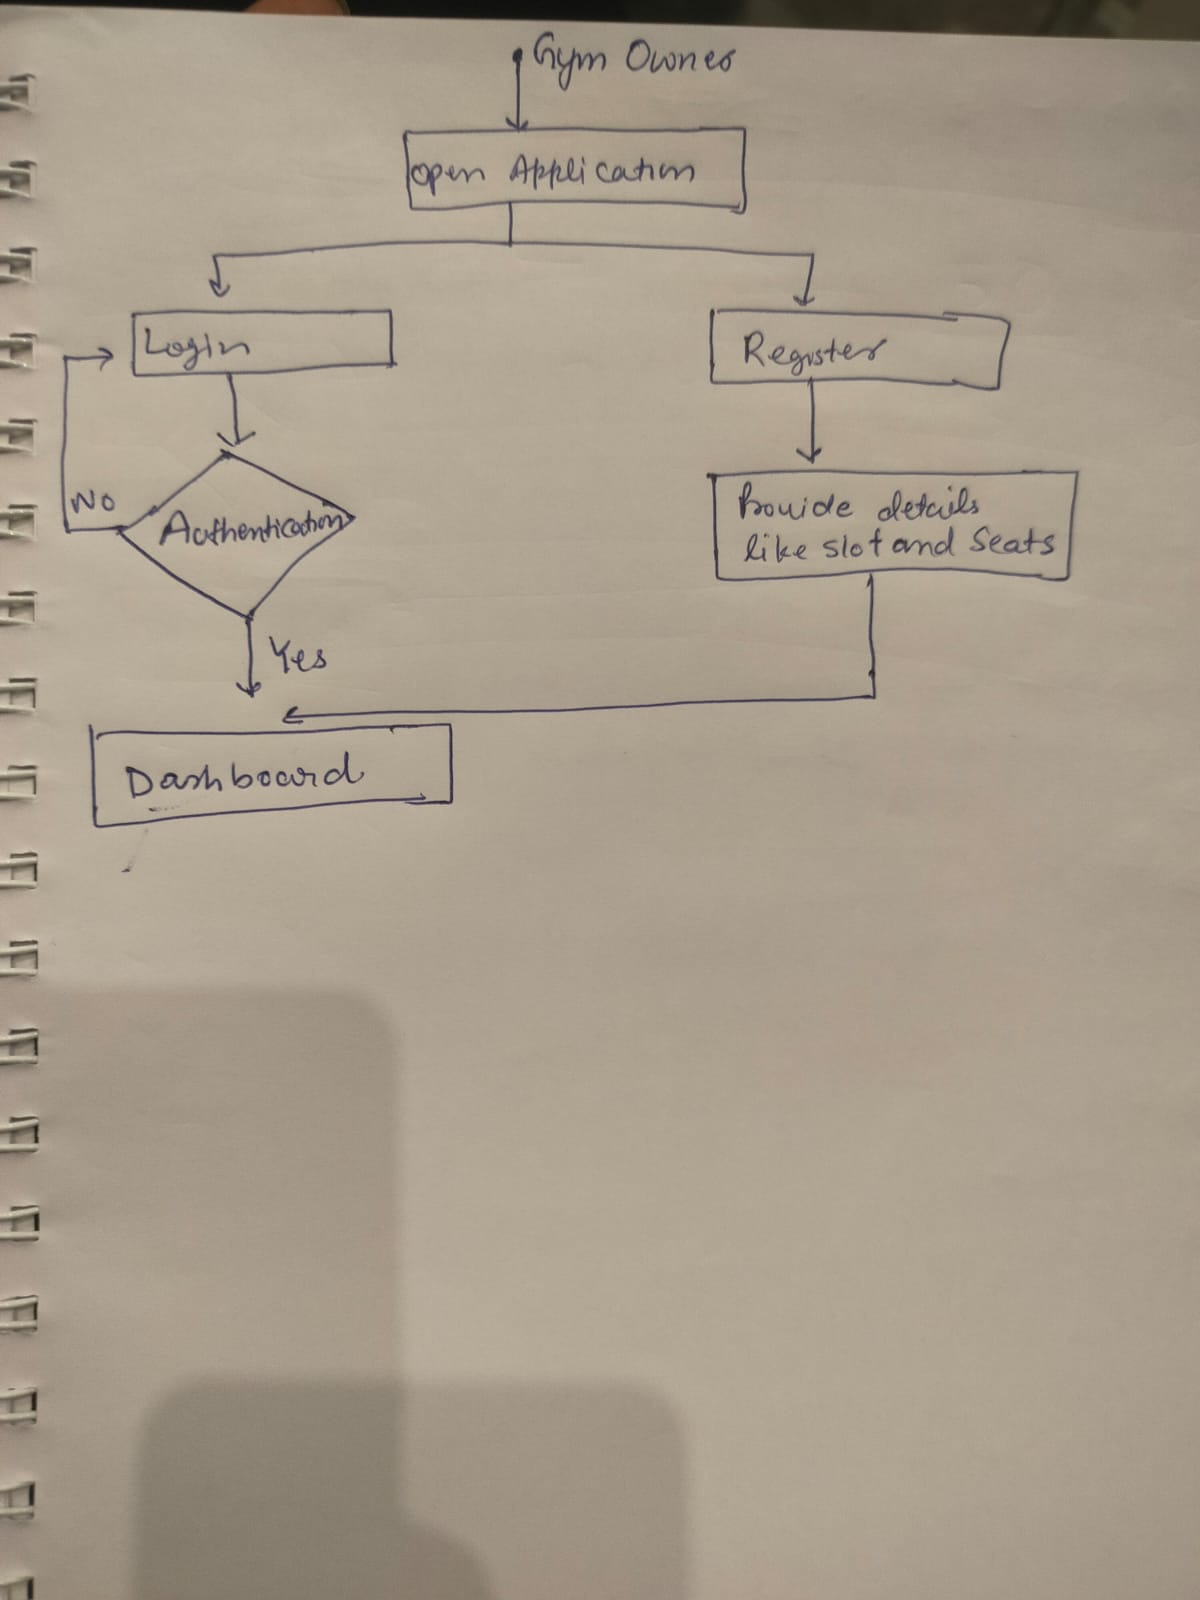 Gym Owner
Open Application
Login
Register
No
Authentication
Provide details
like slot and seats
Yes
Dashboard